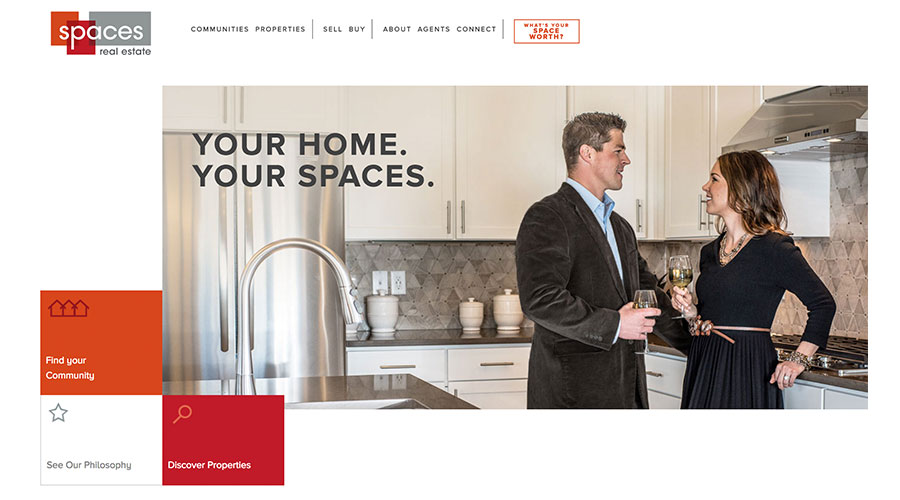 spaces
real estate
COMMUNITIES PROPERTIES SELL BUY ABOUT AGENTS CONNECT
WHAT'S YOUR
SPACE
WORTH?
YOUR HOME.
YOUR SPACES.
Find your
Community
See Our Philosophy
Discover Properties